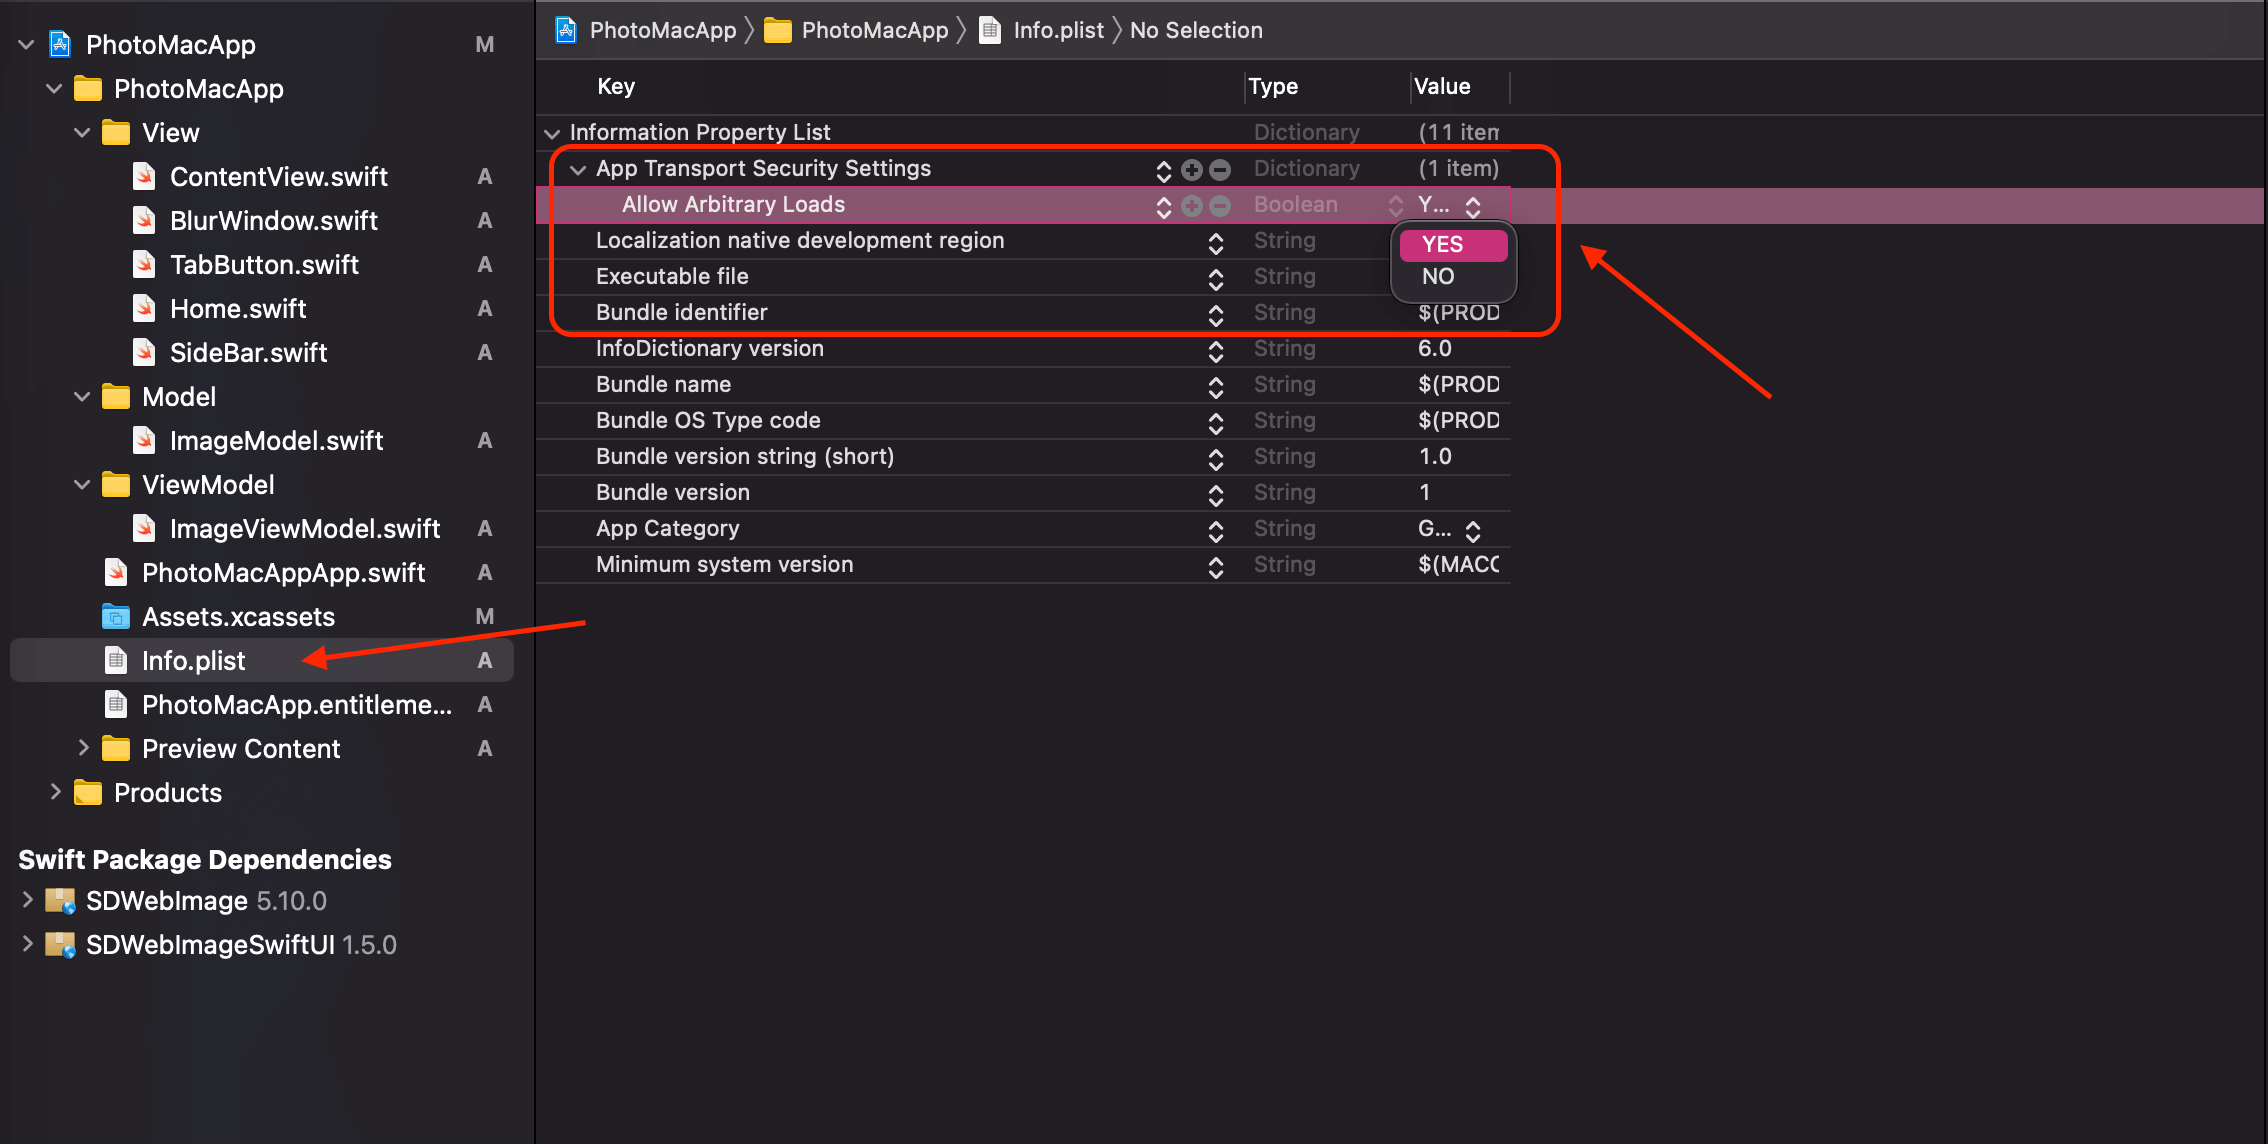 PhotoMacApp M
PhotoMacApp
View
ContentView.swift A
BlurWindow.swift A
TabButton.swift A
Home.swift A
SideBar.swift A
Model
ImageModel.swift A
ViewModel
ImageViewModel.swift A
PhotoMacAppApp.swift A
Assets.xcassets M
Info.plist A
PhotoMacApp.entitleme... A
Preview Content A
Products
Swift Package Dependencies
SDWebImage 5.10.0
SDWebImageSwiftUI 1.5.0
PhotoMacApp PhotoMacApp Info.plist No Selection
Key Type Value
Information Property List Dictionary (11 item
App Transport Security Settings Dictionary (1 item)
Allow Arbitrary Loads Boolean Y...
Localization native development region String
YES
Executable file String
NO
Bundle identifier String $(PROD
InfoDictionary version String 6.0
Bundle name String $(PROD
Bundle OS Type code String $(PROD
Bundle version string (short) String 1.0
Bundle version String 1
App Category String G...
Minimum system version String $(MACO